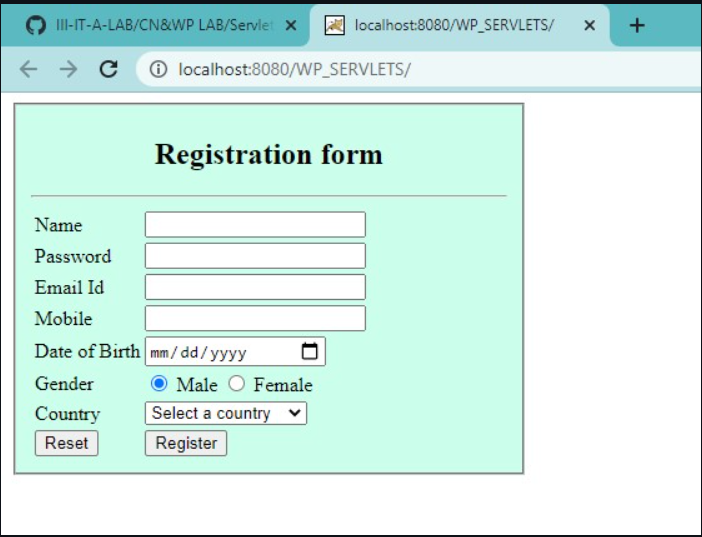 III-IT-A-LAB/CN&WP LAB/Servlet
localhost:8080/WP_SERVLETS/
localhost:8080/WP_SERVLETS/
Registration form
Name
Password
Email Id
Mobile
Date of Birth mm/dd/yyyy
Gender Male Female
Country Select a country
Reset Register